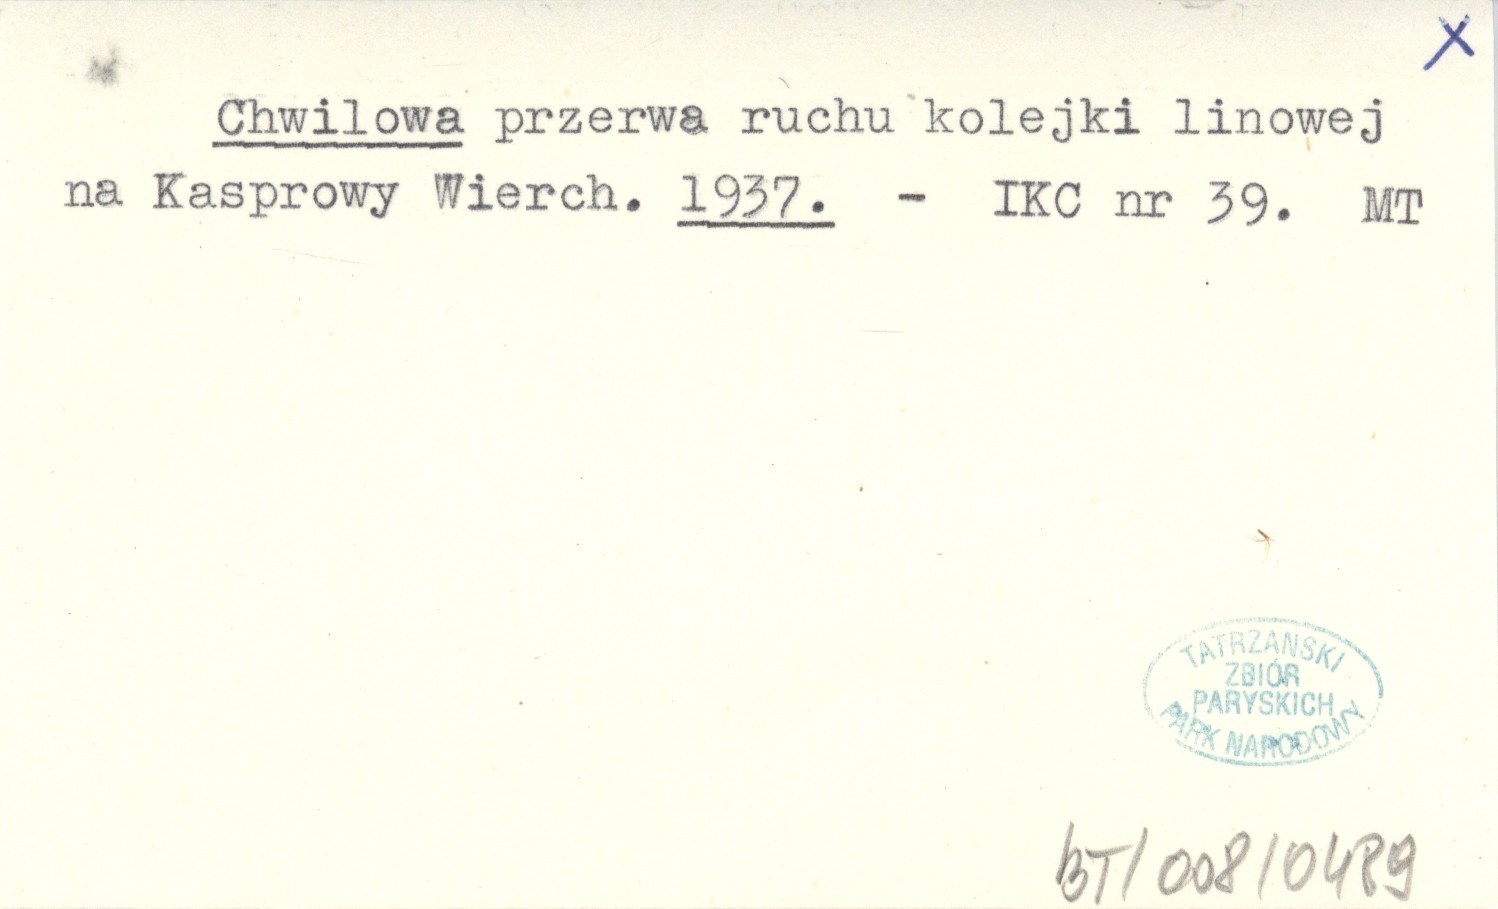 X
Chwilowa przerwa ruchu kolejki linowej
na Kasprowy Wierch. 1937. - IKC nr 39. MT
TATRZAŃSKI
ZBIÓR
PARYSKICH
PARK NARODOWY
BT/008/0489